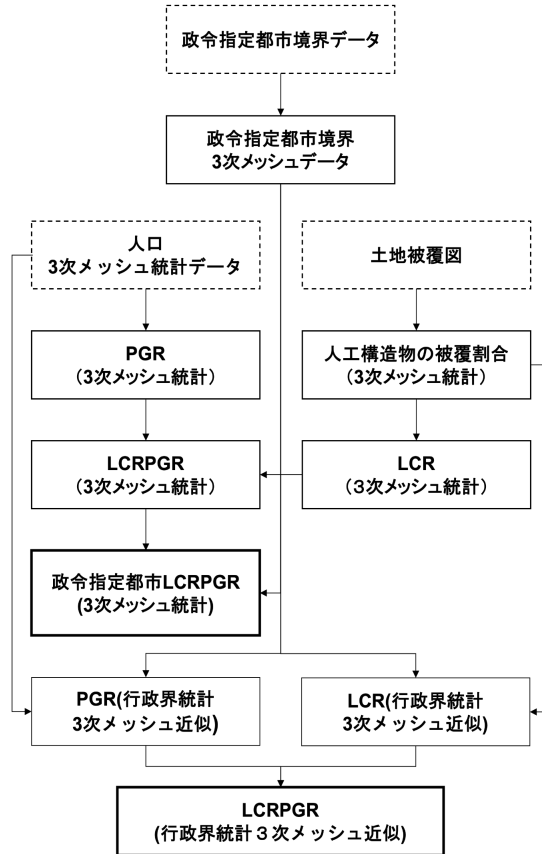 政令指定都市境界データ
政令指定都市境界
3次メッシュデータ
人口
3次メッシュ統計データ
土地被覆図
PGR
(3次メッシュ統計)
人工構造物の被覆割合
(3次メッシュ統計)
LCRPGR
(3次メッシュ統計)
LCR
(３次メッシュ統計)
政令指定都市LCRPGR
(3次メッシュ統計)
PGR(行政界統計
3次メッシュ近似)
LCR(行政界統計
3次メッシュ近似)
LCRPGR
(行政界統計３次メッシュ近似)